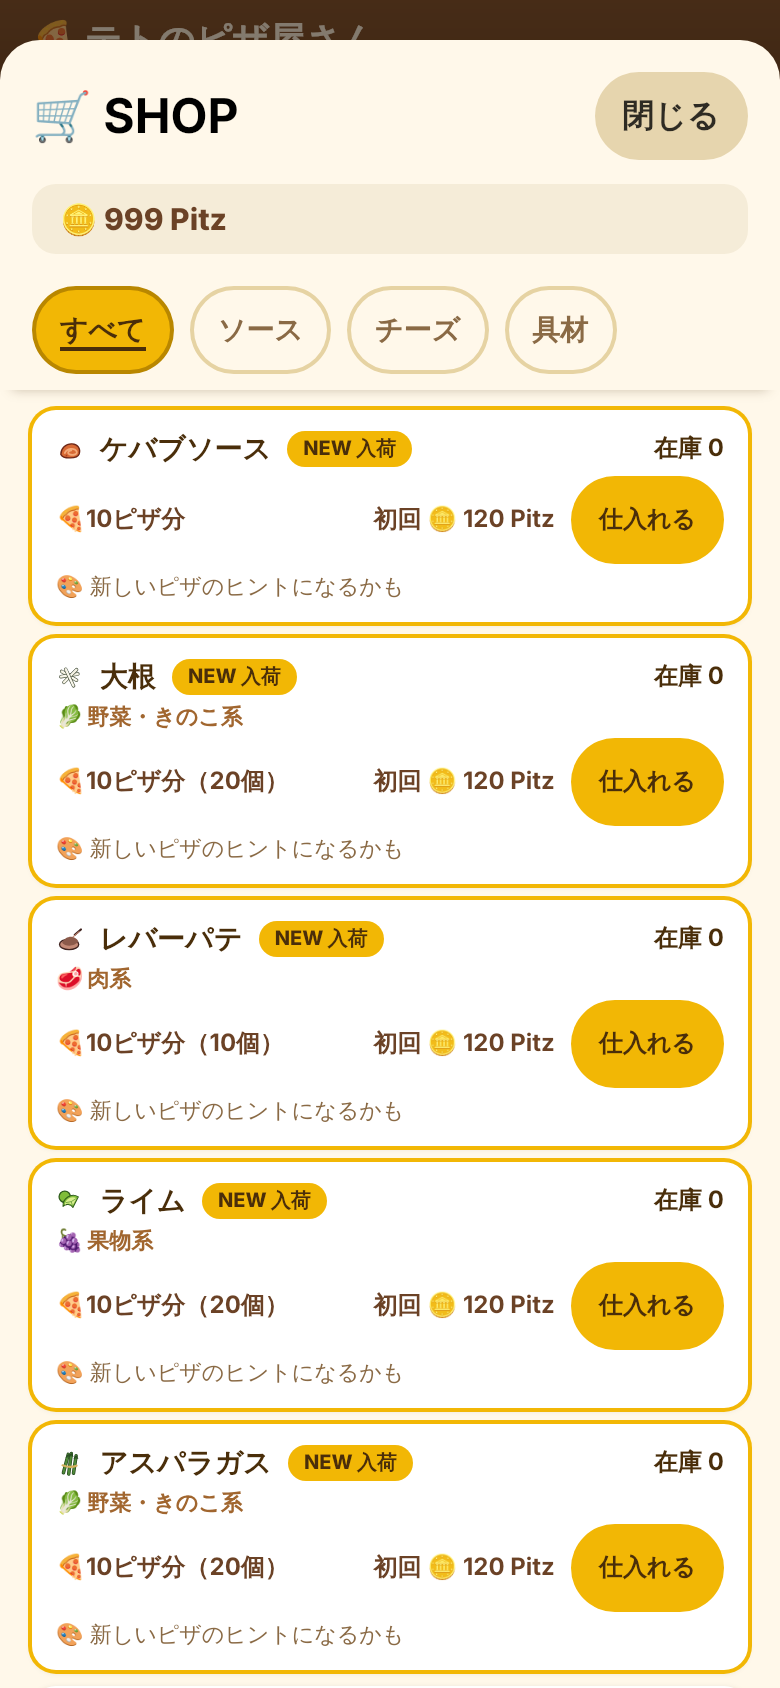 テトのピザ屋さん
SHOP
閉じる
999 Pitz
すべて
ソース
チーズ
具材
ケバブソース NEW 入荷 在庫 0
10ピザ分 初回 120 Pitz 仕入れる
新しいピザのヒントになるかも
大根 NEW 入荷 在庫 0
野菜・きのこ系
10ピザ分（20個） 初回 120 Pitz 仕入れる
新しいピザのヒントになるかも
レバーパテ NEW 入荷 在庫 0
肉系
10ピザ分（10個） 初回 120 Pitz 仕入れる
新しいピザのヒントになるかも
ライム NEW 入荷 在庫 0
果物系
10ピザ分（20個） 初回 120 Pitz 仕入れる
新しいピザのヒントになるかも
アスパラガス NEW 入荷 在庫 0
野菜・きのこ系
10ピザ分（20個） 初回 120 Pitz 仕入れる
新しいピザのヒントになるかも